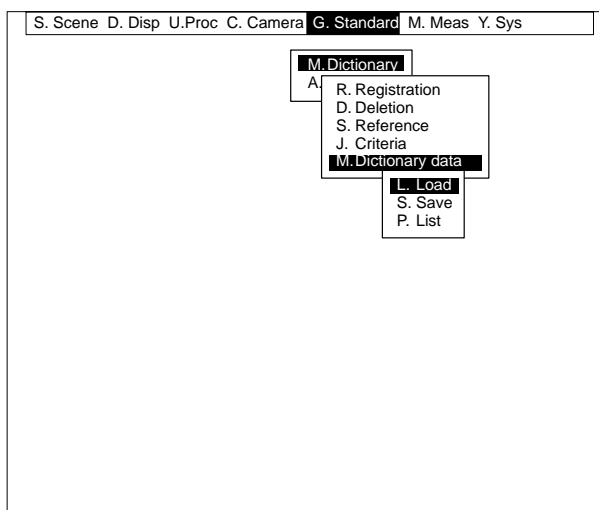 S. Scene D. Disp U.Proc C. Camera G. Standard M. Meas Y. Sys
M.Dictionary
A.
R. Registration
D. Deletion
S. Reference
J. Criteria
M.Dictionary data
L. Load
S. Save
P. List